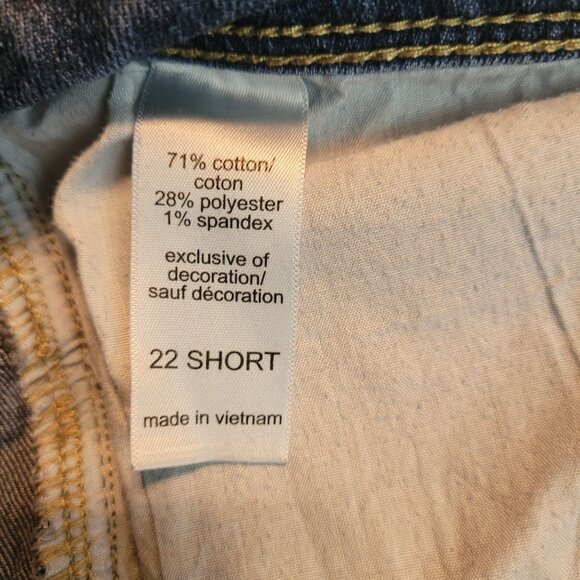 71% cotton/
coton
28% polyester
1% spandex
exclusive of
decoration/
sauf décoration
22 SHORT
made in vietnam